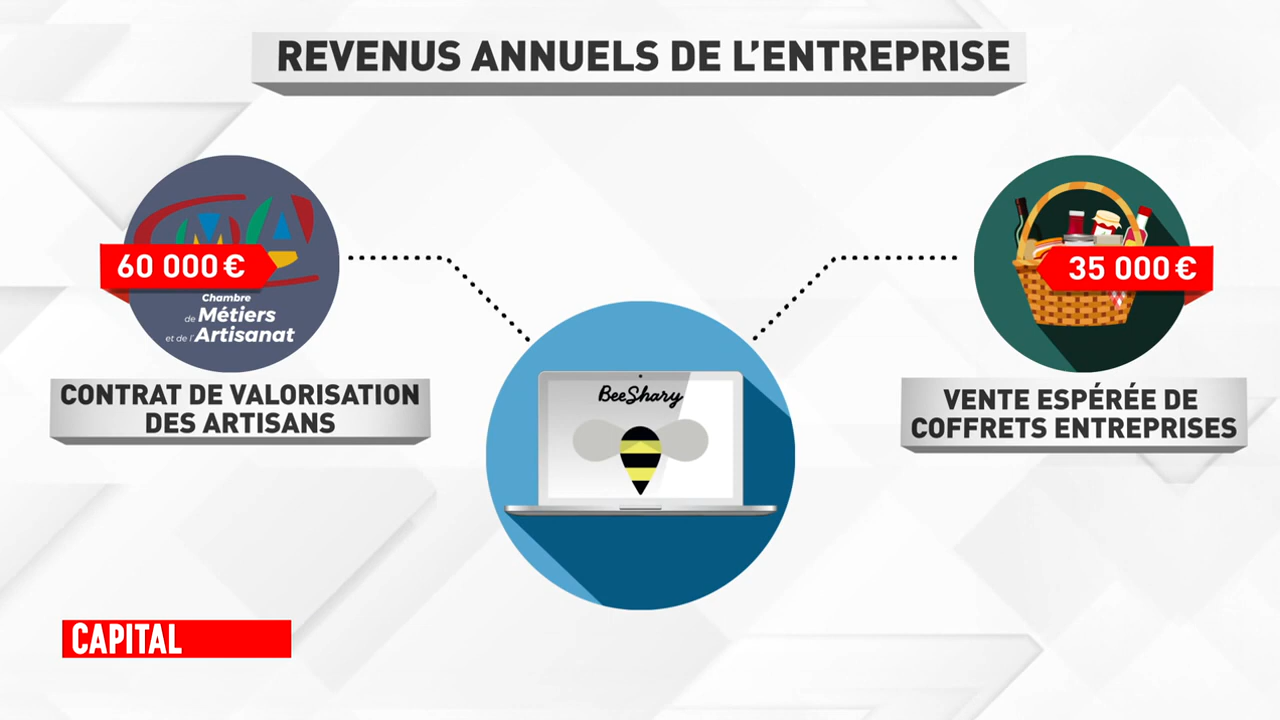 REVENUS ANNUELS DE L'ENTREPRISE
CMA
60 000 €
Chambre
de Métiers
et de l'Artisanat
CONTRAT DE VALORISATION
DES ARTISANS
BeeShary
35 000 €
VENTE ESPÉRÉE DE
COFFRETS ENTREPRISES
CAPITAL